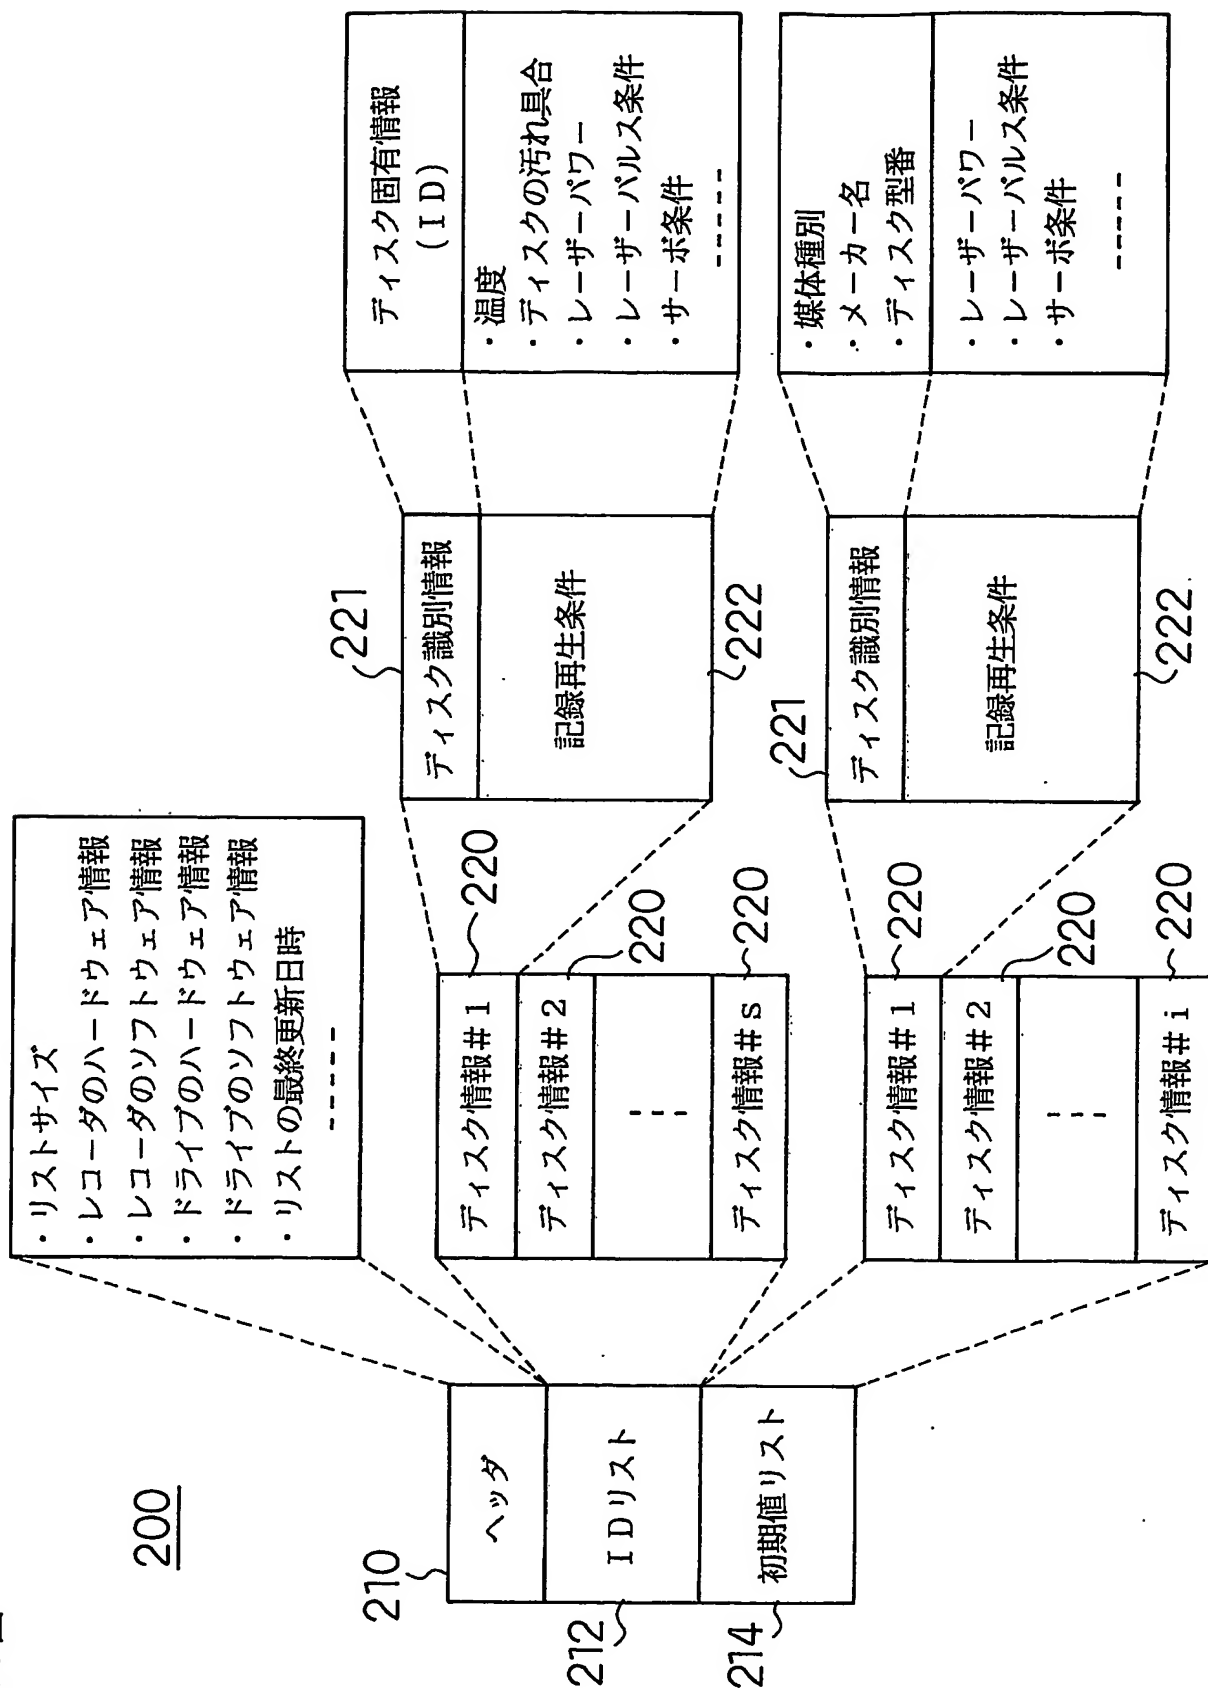 200
210
ヘッダ
212
IDリスト
214
初期値リスト
・リストサイズ
・レコーダのハードウェア情報
・レコーダのソフトウェア情報
・ドライブのハードウェア情報
・ドライブのソフトウェア情報
・リストの最終更新日時
ディスク情報#1
220
ディスク情報#2
220
ディスク情報#s
220
ディスク情報#1
220
ディスク情報#2
220
ディスク情報#i
220
221
ディスク識別情報
記録再生条件
222
221
ディスク識別情報
記録再生条件
222
ディスク固有情報
(ID)
・温度
・ディスクの汚れ具合
・レーザーパワー
・レーザーパルス条件
・サーボ条件
・媒体種別
・メーカー名
・ディスク型番
・レーザーパワー
・レーザーパルス条件
・サーボ条件